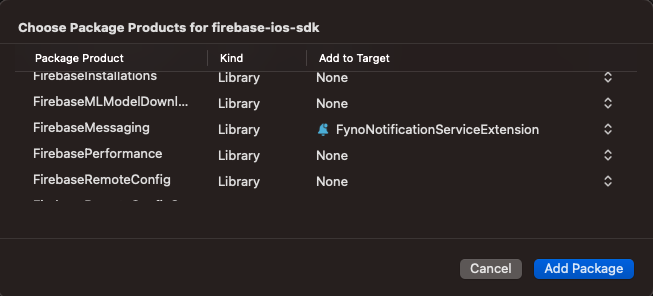 Choose Package Products for firebase-ios-sdk
Package Product Kind Add to Target
FirebaseInstallations Library None
FirebaseMLModelDownl... Library None
FirebaseMessaging Library FynoNotificationServiceExtension
FirebasePerformance Library None
FirebaseRemoteConfig Library None
Cancel Add Package